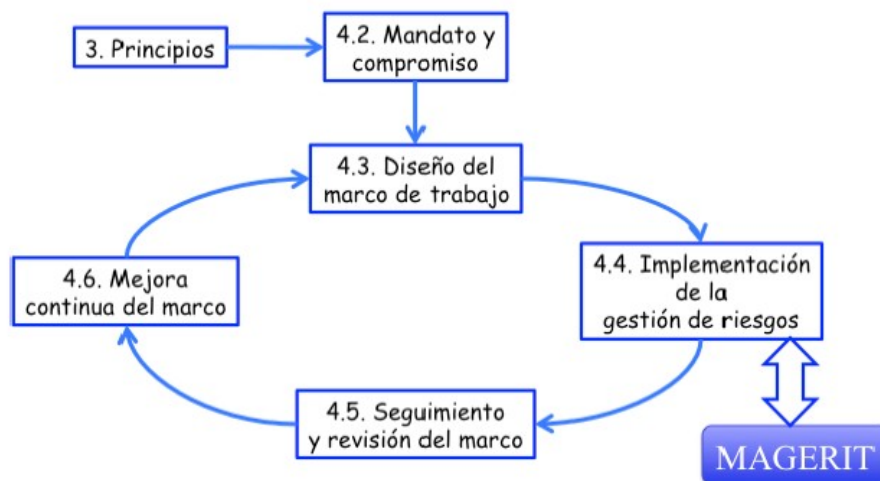 3. Principios
4.2. Mandato y
compromiso
4.3. Diseño del
marco de trabajo
4.4. Implementación
de la
gestión de riesgos
4.6. Mejora
continua del marco
4.5. Seguimiento
y revisión del marco
MAGERIT